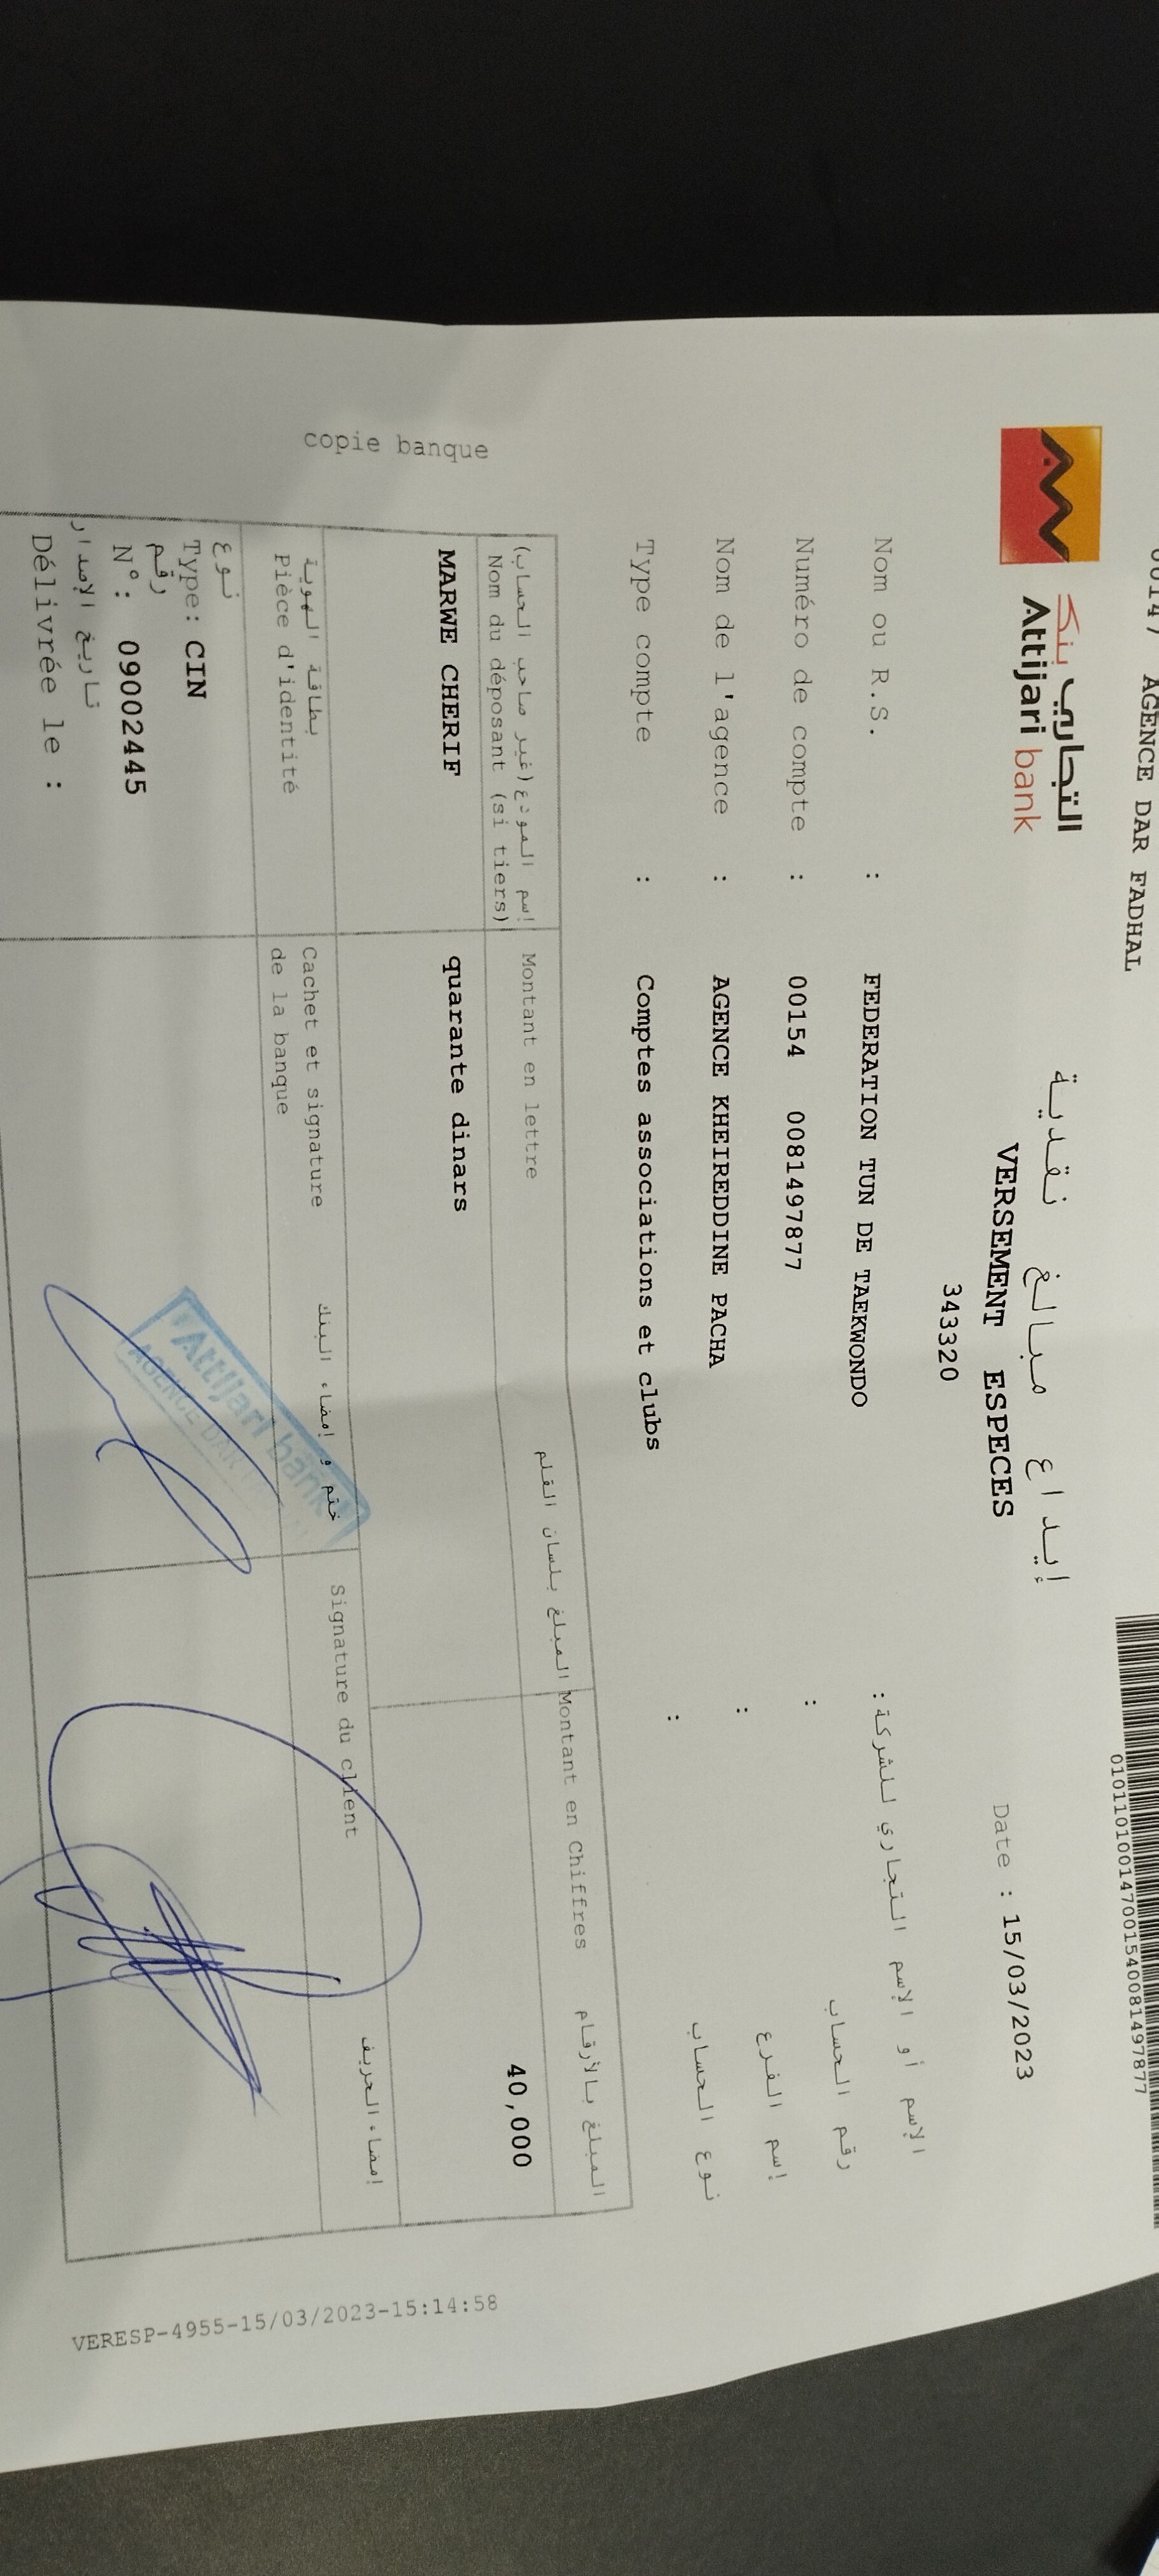 00147 AGENCE DAR FADHAL
التجاري بنك
Attijari bank
إيداع مبالغ نقدية
VERSEMENT ESPECES
343320
010110100147001540081497877
Date : 15/03/2023
Nom ou R.S. : FEDERATION TUN DE TAEKWONDO : الإسم أو الإسم التجاري للشركة
Numéro de compte : 00154 0081497877 : رقم الحساب
Nom de l'agence : AGENCE KHEIREDDINE PACHA : إسم الفرع
Type compte : Comptes associations et clubs : نوع الحساب
إسم المودع (غير صاحب الحساب)
Nom du déposant (si tiers)
Montant en lettre المبلغ بلسان القلم
Montant en Chiffres المبلغ بالأرقام
MARWE CHERIF quarante dinars 40,000
بطاقة الهوية
Pièce d'identité
Cachet et signature ختم و إمضاء البنك
de la banque
Signature du client إمضاء الحريف
نوع
Type: CIN
رقم
N°: 09002445
تاريخ الإصدار
Délivrée le :
Attijari bank
AGENCE DAR
copie banque
VERESP-4955-15/03/2023-15:14:58